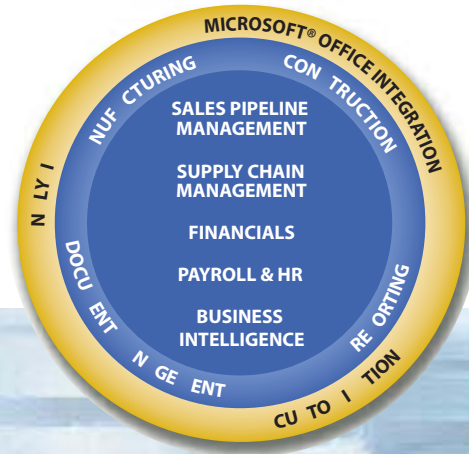 MICROSOFT® OFFICE INTEGRATION
NUF CTURING
CON TRUCTION
SALES PIPELINE
MANAGEMENT
SUPPLY CHAIN
MANAGEMENT
FINANCIALS
PAYROLL & HR
BUSINESS
INTELLIGENCE
N LYI
DOCU ENT N GE ENT
RE ORTING
CU TO I TION